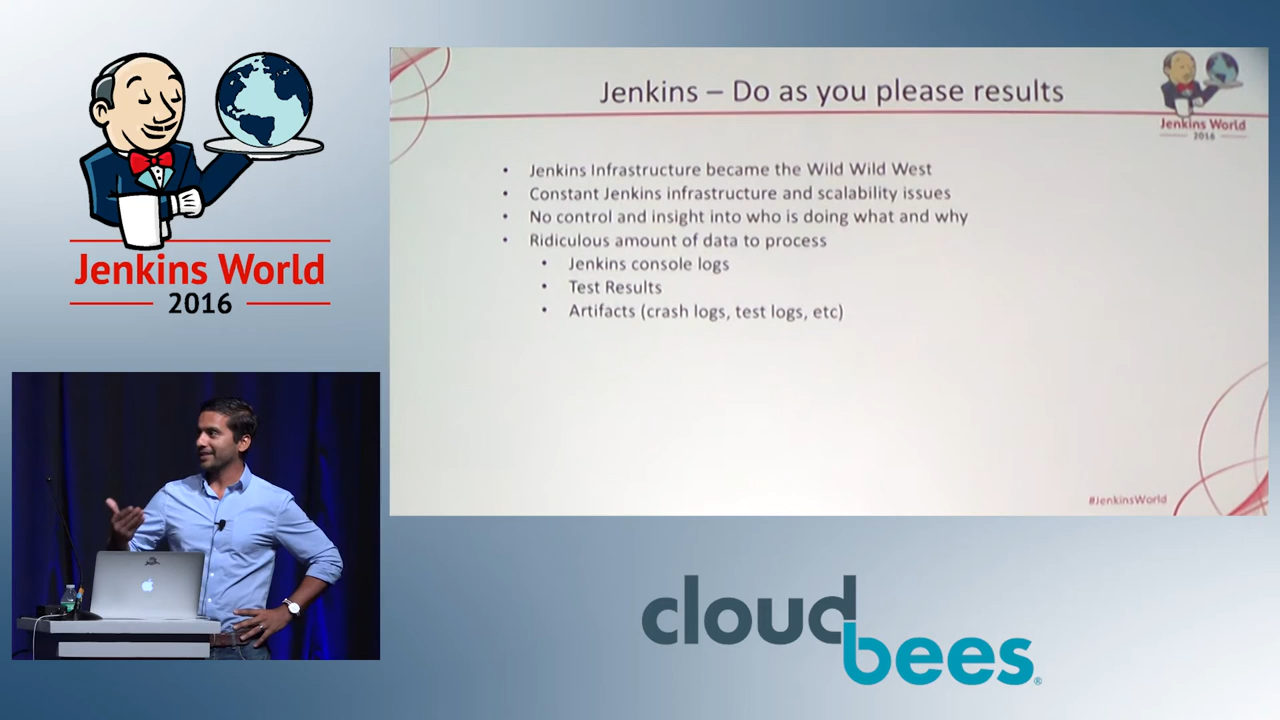 Jenkins World
2016
Jenkins – Do as you please results
Jenkins World
2016
• Jenkins Infrastructure became the Wild Wild West
• Constant Jenkins infrastructure and scalability issues
• No control and insight into who is doing what and why
• Ridiculous amount of data to process
• Jenkins console logs
• Test Results
• Artifacts (crash logs, test logs, etc)
#JenkinsWorld
cloud
bees®